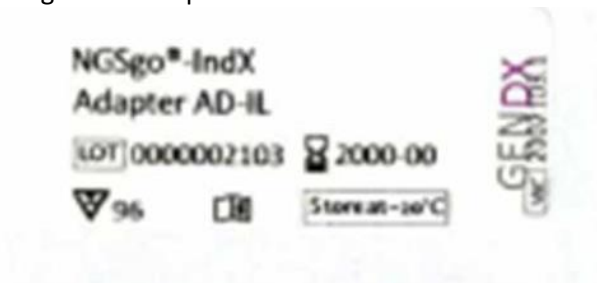 NGSgo®-IndX
Adapter AD-IL
LOT 0000002103 2000-00
96
Store at -20°C
GENDX